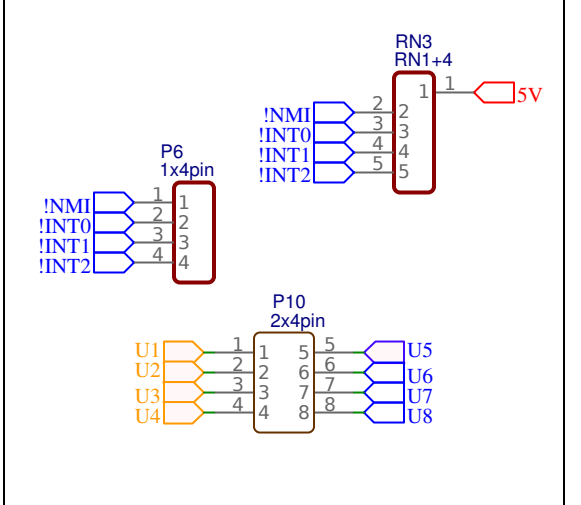 RN3
RN1+4
1 1 5V
!NMI 2 2
!INT0 3 3
!INT1 4 4
!INT2 5 5
P6
1x4pin
!NMI 1 1
!INT0 2 2
!INT1 3 3
!INT2 4 4
P10
2x4pin
U1 1 1 5 5 U5
U2 2 2 6 6 U6
U3 3 3 7 7 U7
U4 4 4 8 8 U8